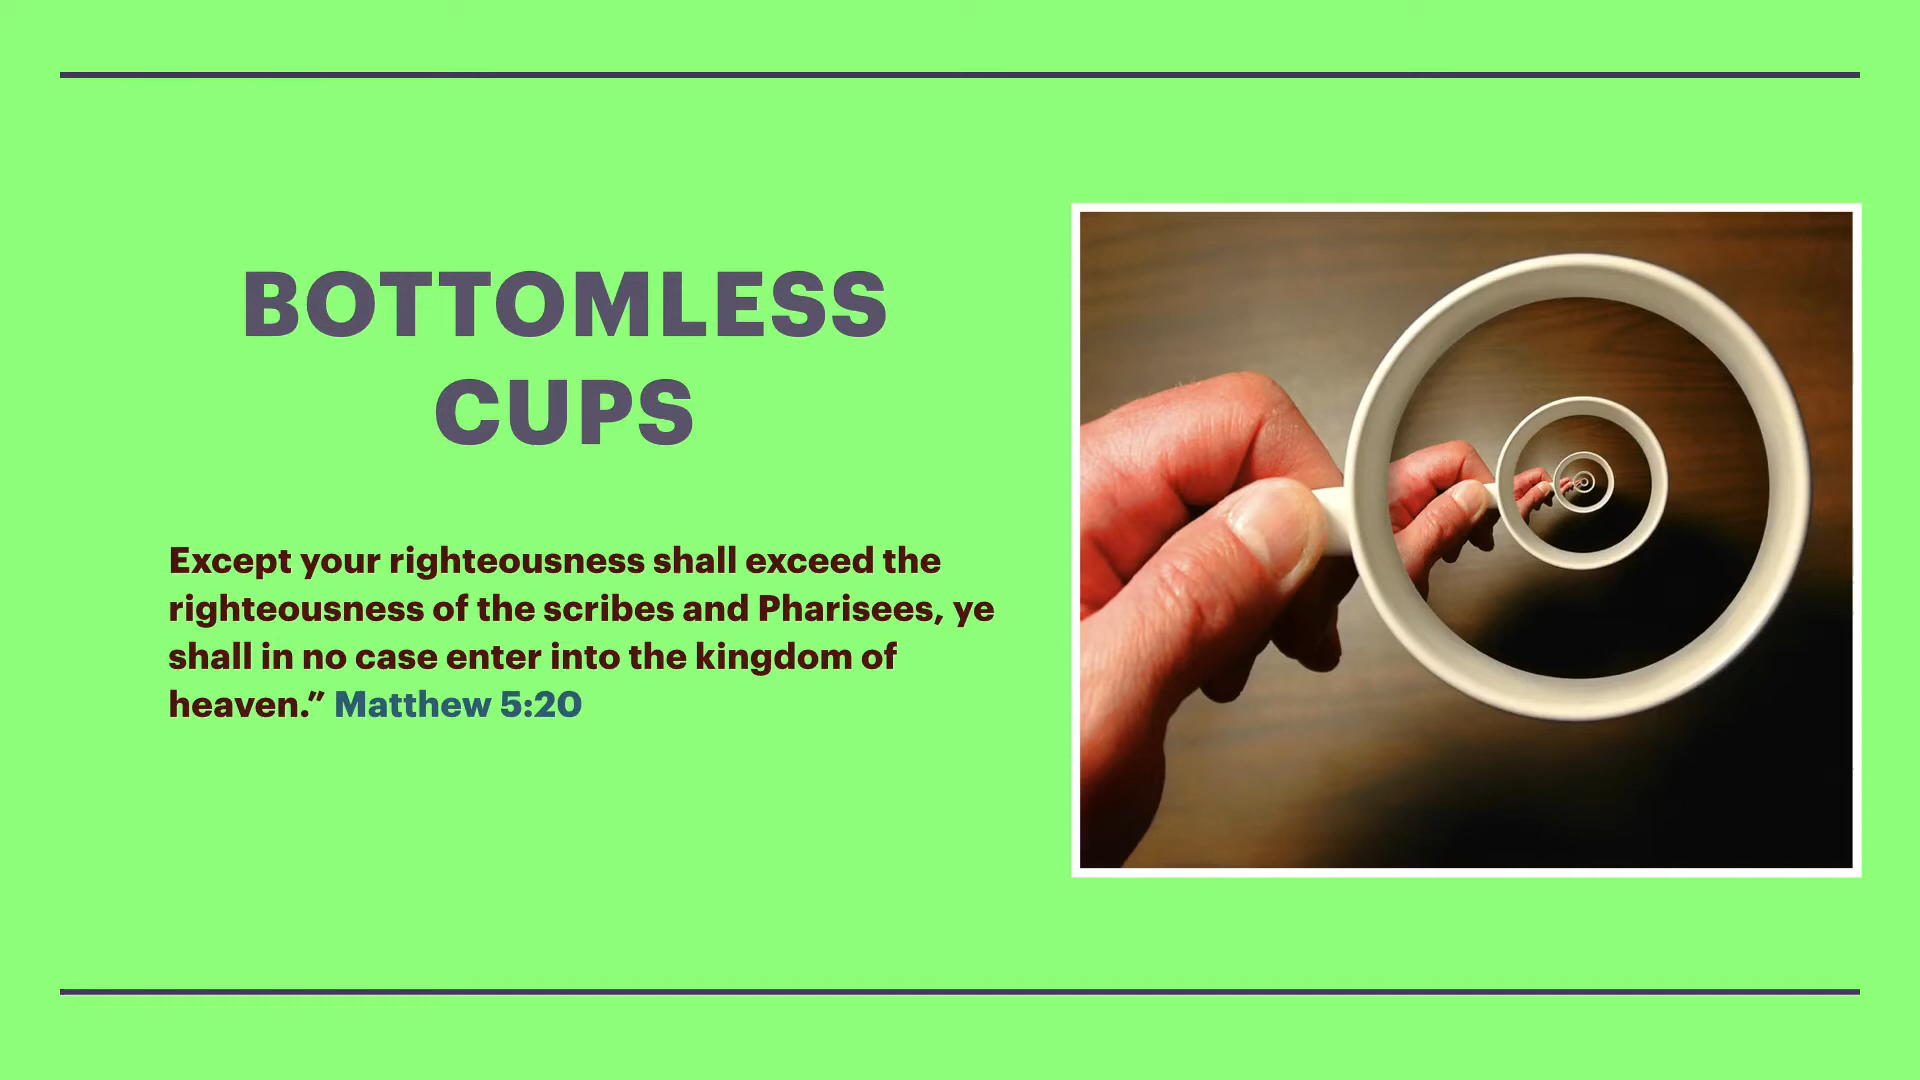 BOTTOMLESS
CUPS
Except your righteousness shall exceed the
righteousness of the scribes and Pharisees, ye
shall in no case enter into the kingdom of
heaven.” Matthew 5:20